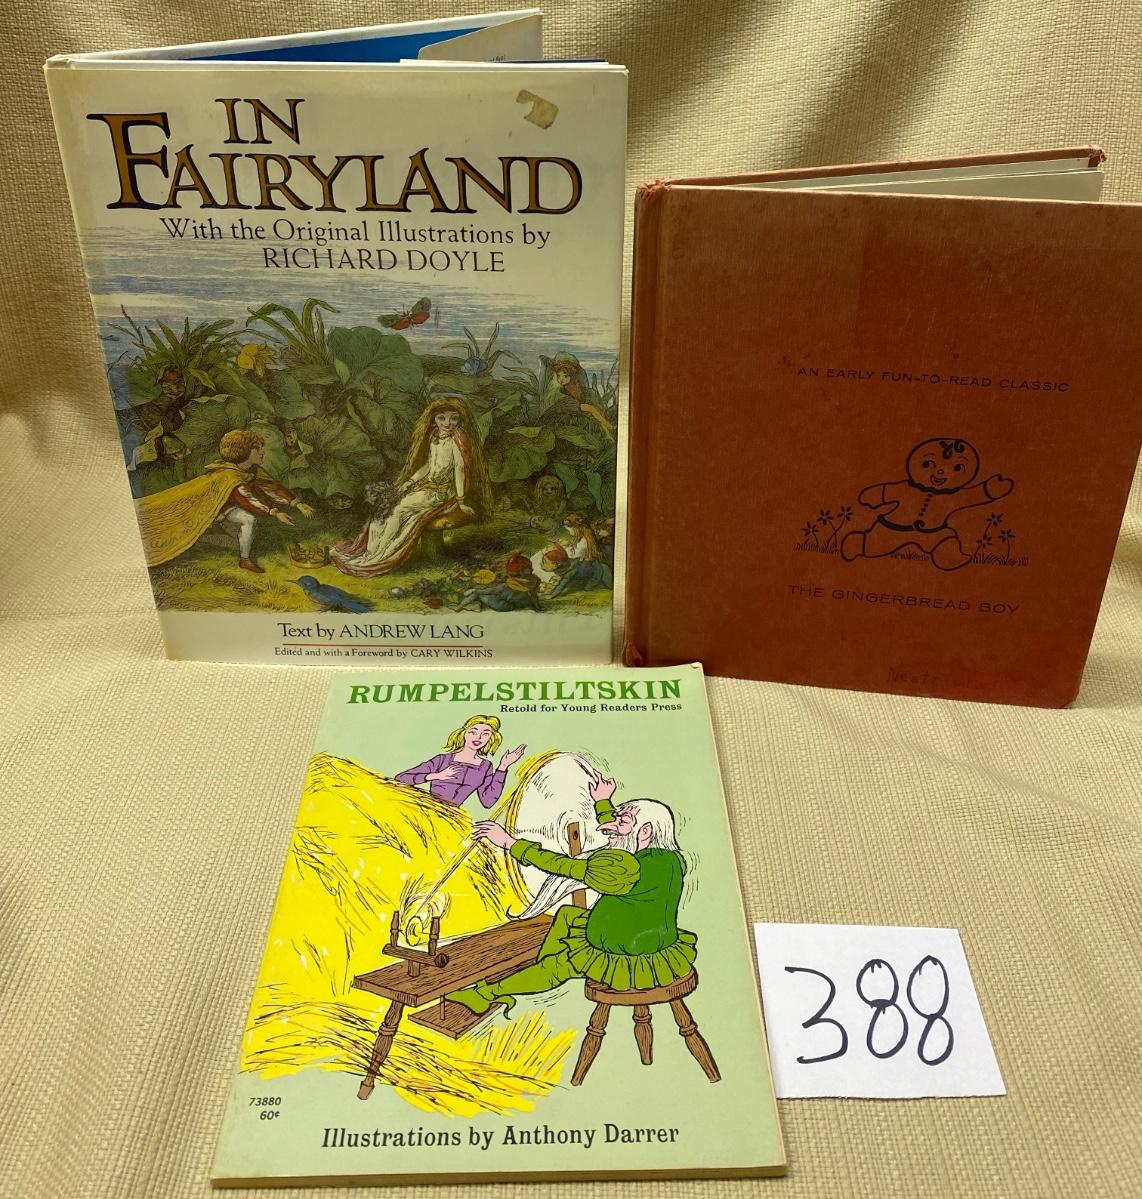 IN
FAIRYLAND
With the Original Illustrations by
RICHARD DOYLE
Text by ANDREW LANG
Edited and with a Foreword by CARY WILKINS
AN EARLY FUN-TO-READ CLASSIC
THE GINGERBREAD BOY
RUMPELSTILTSKIN
Retold for Young Readers Press
73880
60¢
Illustrations by Anthony Darrer
388